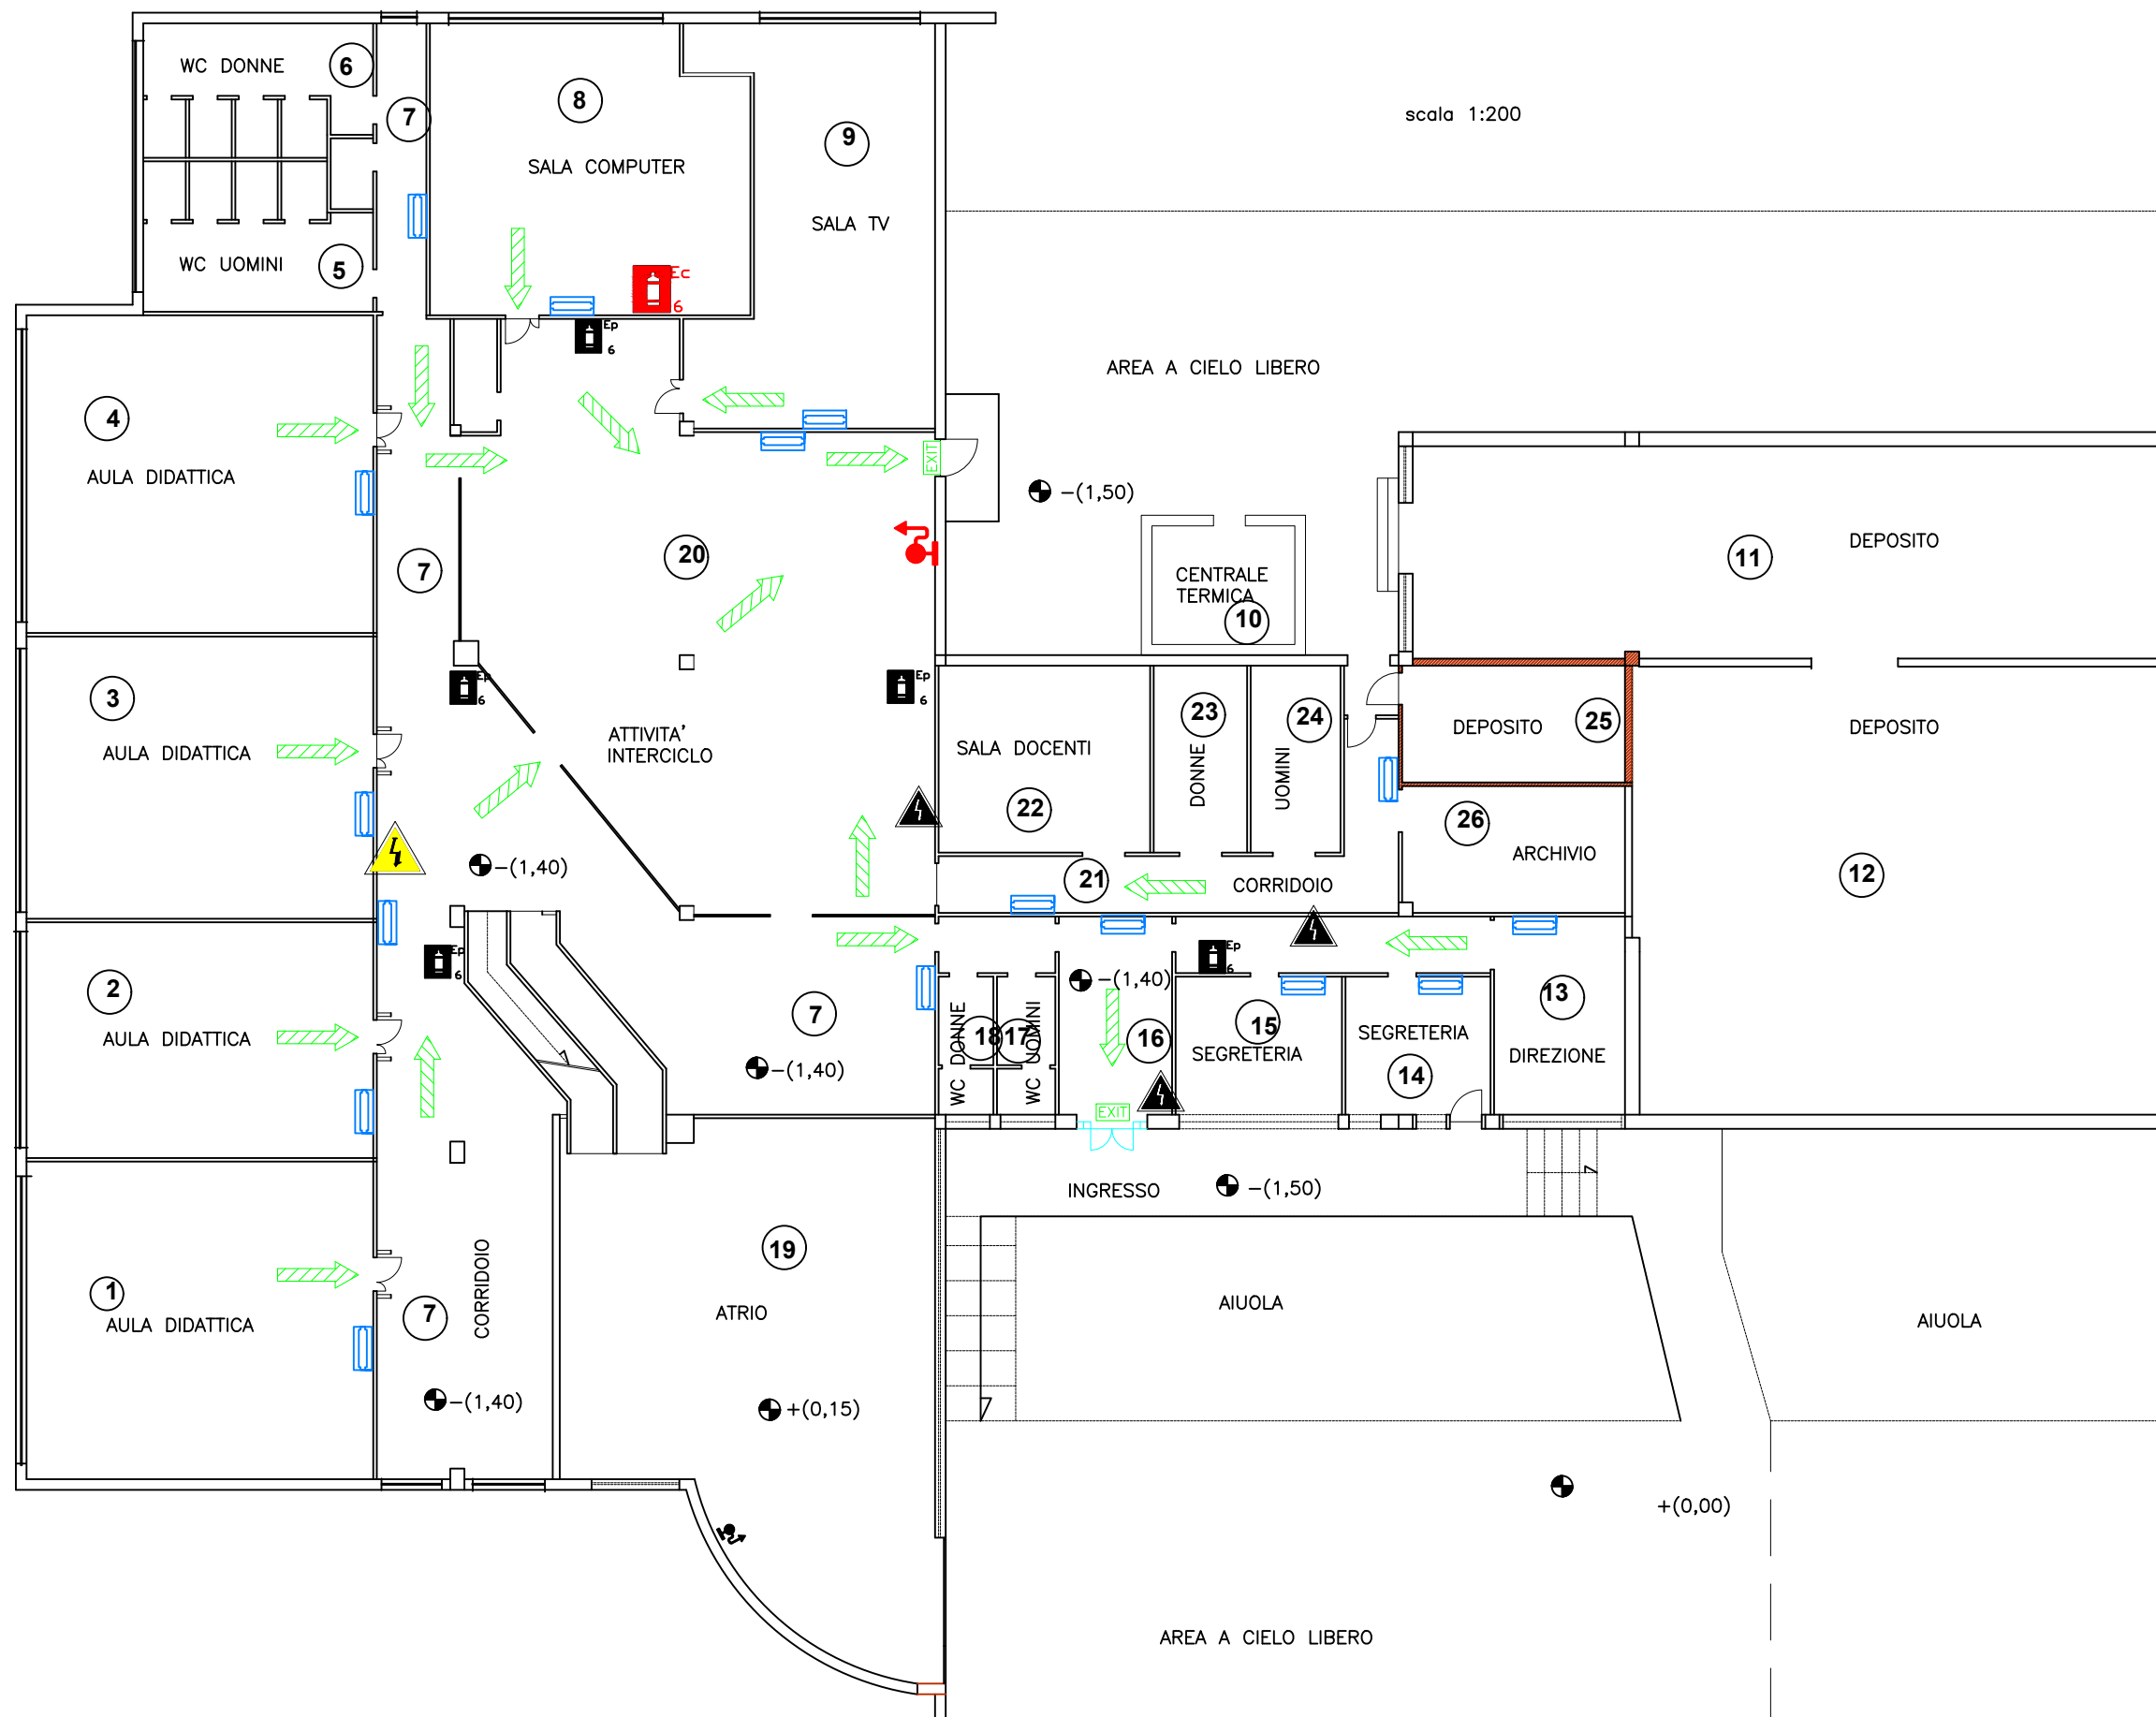 WC DONNE
6
7
8
SALA COMPUTER
9
SALA TV
scala 1:200
WC UOMINI
5
Ec
6
Ep
6
AREA A CIELO LIBERO
4
AULA DIDATTICA
EXIT
-(1,50)
7
20
CENTRALE
TERMICA
10
11
DEPOSITO
3
AULA DIDATTICA
Ep
6
ATTIVITA'
INTERCICLO
Ep
6
SALA DOCENTI
22
23
DONNE
24
UOMINI
DEPOSITO
25
DEPOSITO
26
ARCHIVIO
12
-(1,40)
21
CORRIDOIO
2
AULA DIDATTICA
Ep
6
7
-(1,40)
18
WC DONNE
17
WC UOMINI
-(1,40)
16
Ep
6
15
SEGRETERIA
SEGRETERIA
14
13
DIREZIONE
EXIT
INGRESSO
-(1,50)
1
AULA DIDATTICA
7
CORRIDOIO
19
ATRIO
AIUOLA
AIUOLA
-(1,40)
+(0,15)
+(0,00)
AREA A CIELO LIBERO